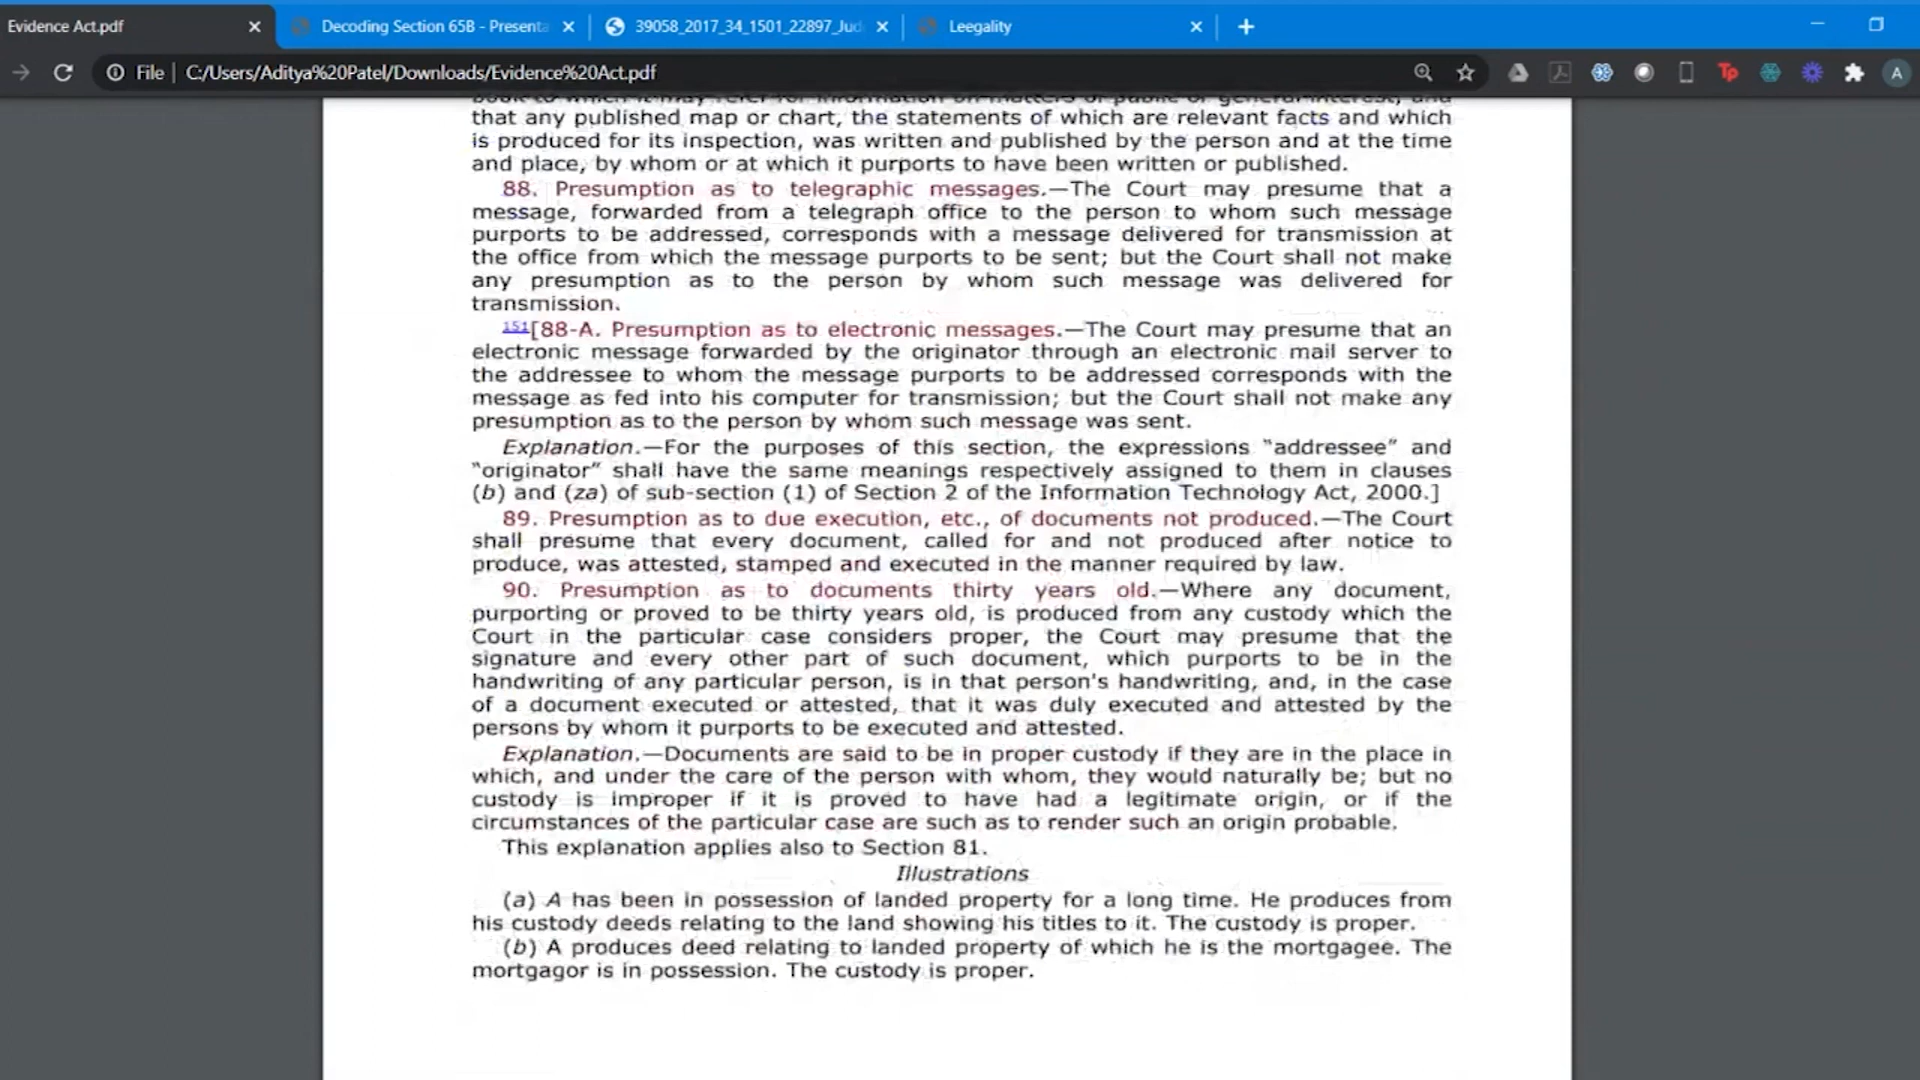 Evidence Act.pdf
Decoding Section 65B - Presenta
39058_2017_34_1501_22897_Jud
Leegality
File
C:/Users/Aditya%20Patel/Downloads/Evidence%20Act.pdf
A
book to which it may refer for information on matters of public or general interest, and
that any published map or chart, the statements of which are relevant facts and which
is produced for its inspection, was written and published by the person and at the time
and place, by whom or at which it purports to have been written or published.
88. Presumption as to telegraphic messages.—The Court may presume that a
message, forwarded from a telegraph office to the person to whom such message
purports to be addressed, corresponds with a message delivered for transmission at
the office from which the message purports to be sent; but the Court shall not make
any presumption as to the person by whom such message was delivered for
transmission.
151[88-A. Presumption as to electronic messages.—The Court may presume that an
electronic message forwarded by the originator through an electronic mail server to
the addressee to whom the message purports to be addressed corresponds with the
message as fed into his computer for transmission; but the Court shall not make any
presumption as to the person by whom such message was sent.
Explanation.—For the purposes of this section, the expressions “addressee” and
“originator” shall have the same meanings respectively assigned to them in clauses
(b) and (za) of sub-section (1) of Section 2 of the Information Technology Act, 2000.]
89. Presumption as to due execution, etc., of documents not produced.—The Court
shall presume that every document, called for and not produced after notice to
produce, was attested, stamped and executed in the manner required by law.
90. Presumption as to documents thirty years old.—Where any document,
purporting or proved to be thirty years old, is produced from any custody which the
Court in the particular case considers proper, the Court may presume that the
signature and every other part of such document, which purports to be in the
handwriting of any particular person, is in that person's handwriting, and, in the case
of a document executed or attested, that it was duly executed and attested by the
persons by whom it purports to be executed and attested.
Explanation.—Documents are said to be in proper custody if they are in the place in
which, and under the care of the person with whom, they would naturally be; but no
custody is improper if it is proved to have had a legitimate origin, or if the
circumstances of the particular case are such as to render such an origin probable.
This explanation applies also to Section 81.
Illustrations
(a) A has been in possession of landed property for a long time. He produces from
his custody deeds relating to the land showing his titles to it. The custody is proper.
(b) A produces deed relating to landed property of which he is the mortgagee. The
mortgagor is in possession. The custody is proper.